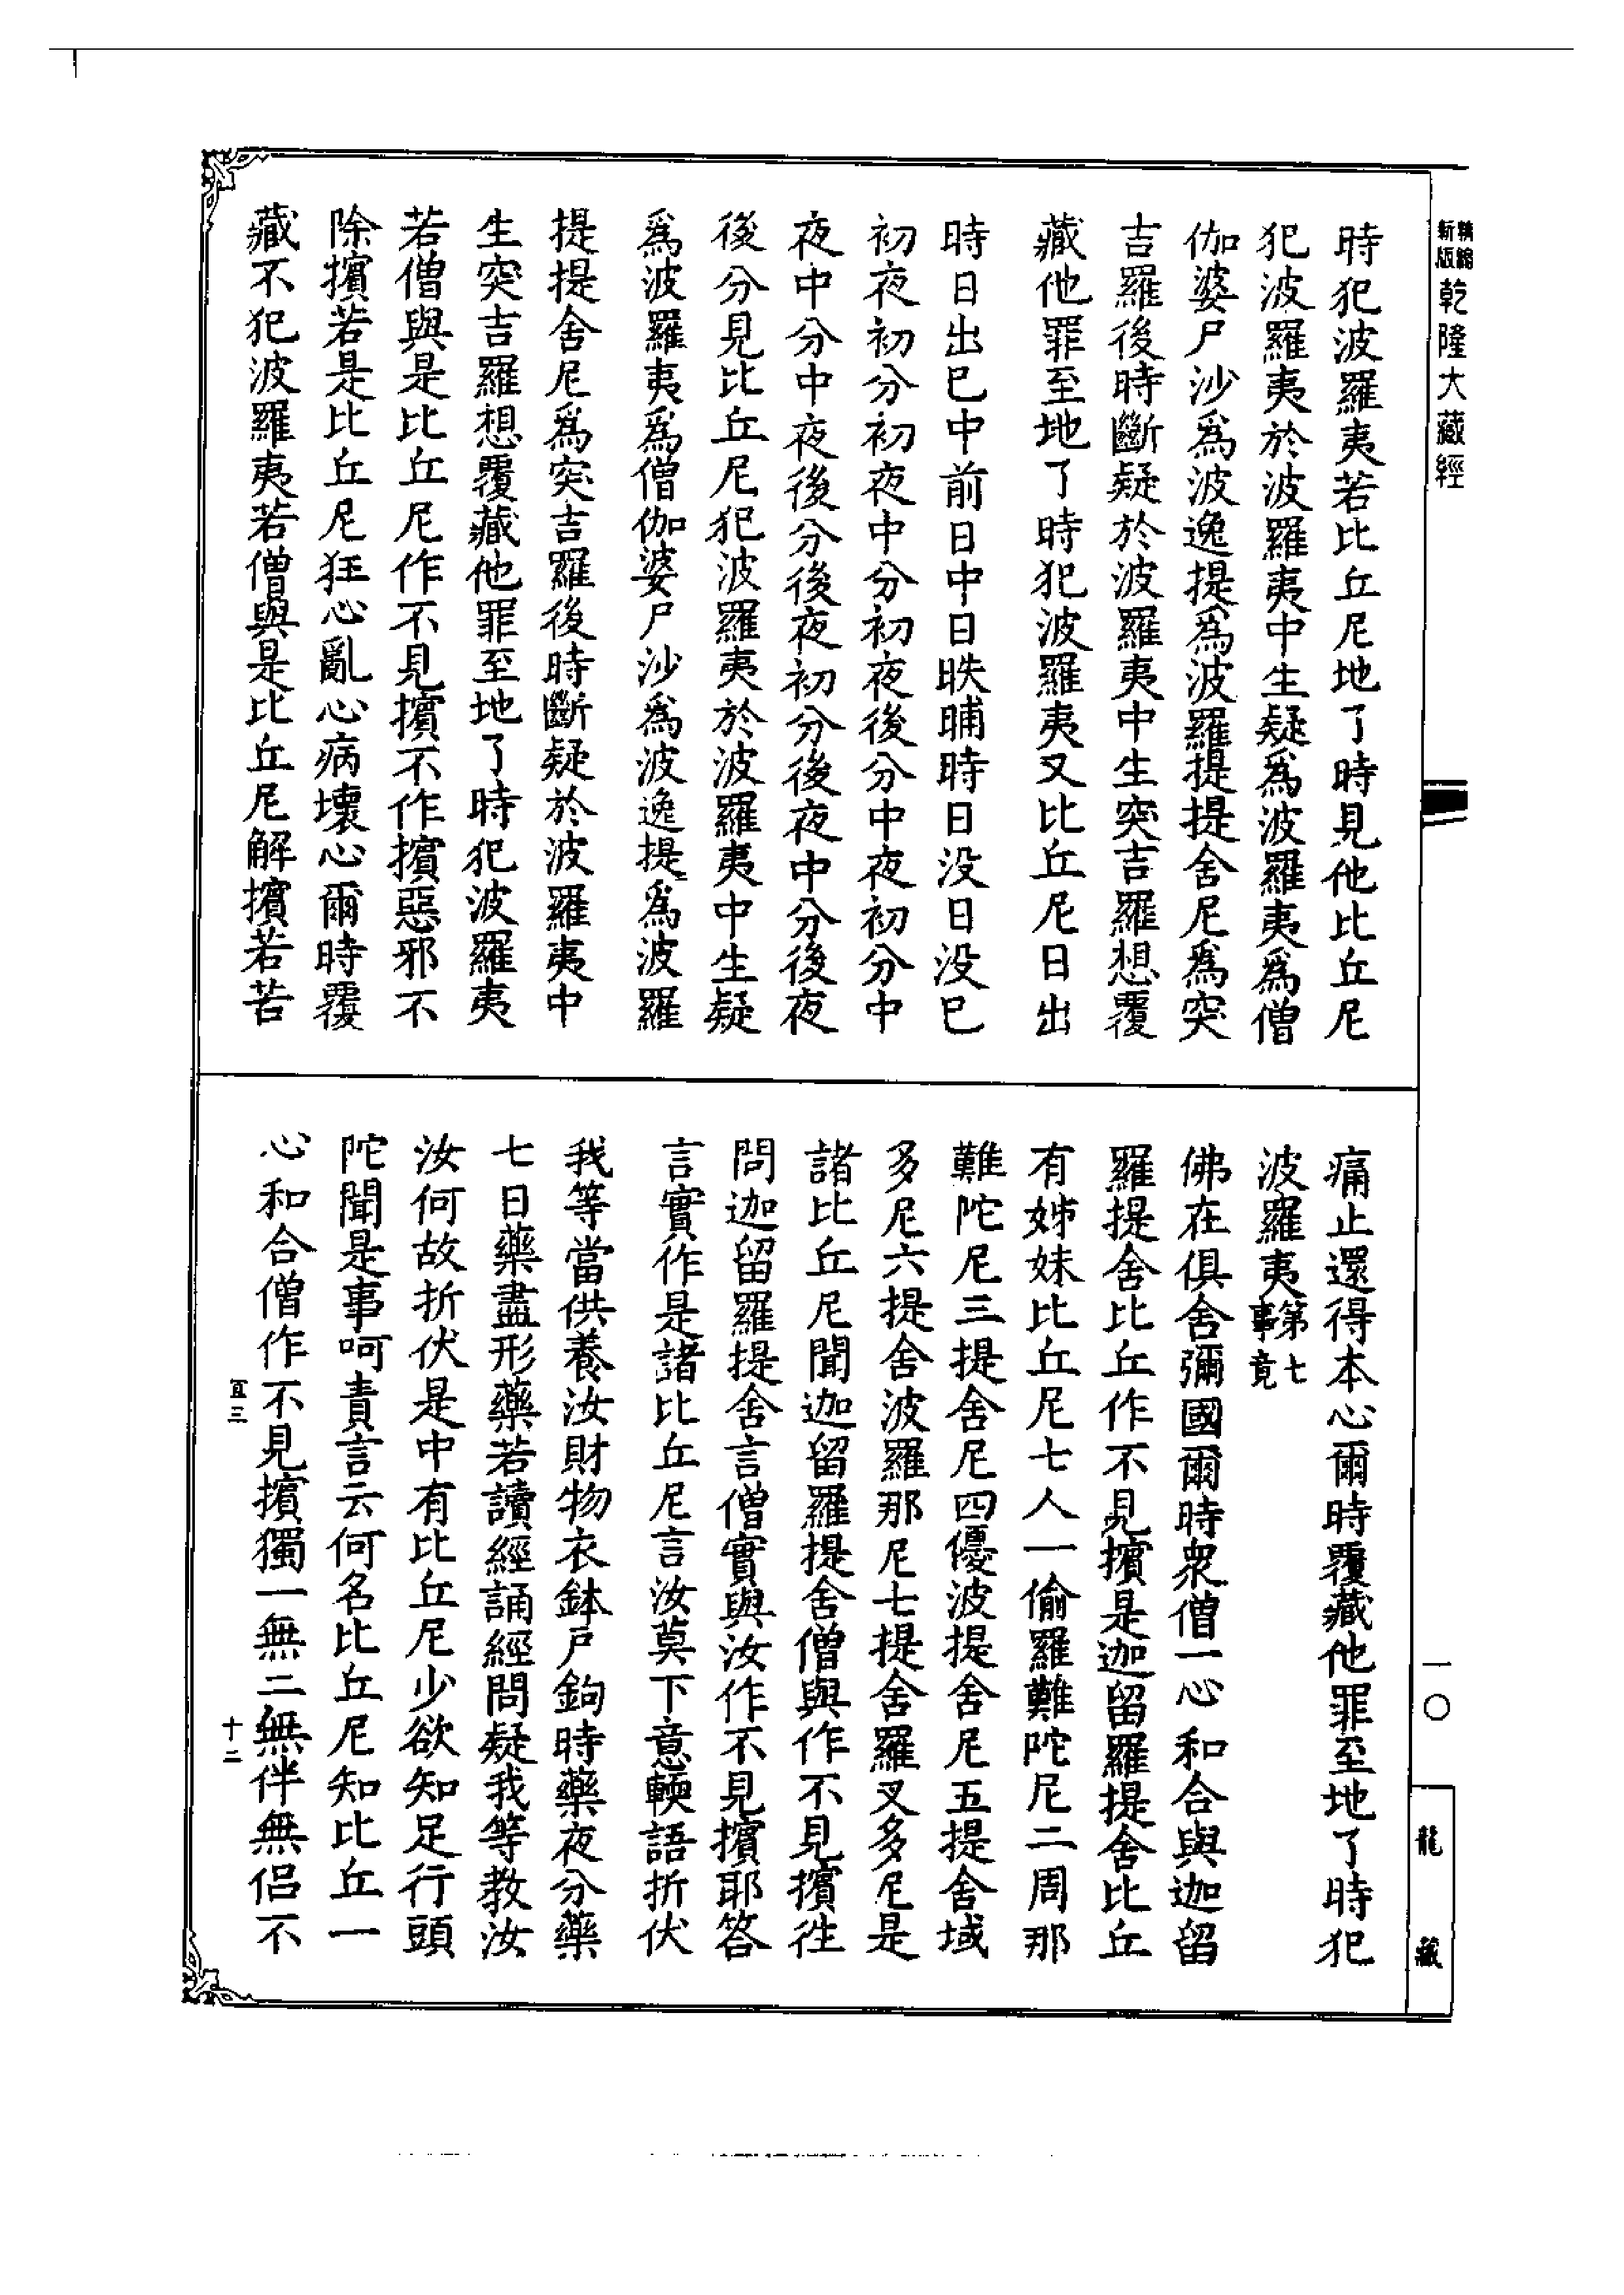 新版乾隆大藏經
時犯波羅夷若比丘尼地了時見他比丘尼
犯波羅夷於波羅夷中生疑爲波羅夷爲僧
伽婆尸沙爲波逸提爲波羅提提舍尼爲突
吉羅後時斷疑於波羅夷中生突吉羅想覆
藏他罪至地了時犯波羅夷又比丘尼日出
時日出已中前日中日昳晡時日没日没已
初夜初分初夜中分初夜後分中夜初分中
夜中分中夜後分後夜初分後夜中分後夜
後分見比丘尼犯波羅夷於波羅夷中生疑
爲波羅夷爲僧伽婆尸沙爲波逸提爲波羅
提提舍尼爲突吉羅後時斷疑於波羅夷中
生突吉羅想覆藏他罪至地了時犯波羅夷
若僧與是比丘尼作不見擯不作擯惡邪不
除擯若是比丘尼狂心亂心病壞心爾時覆
藏不犯波羅夷若僧與是比丘尼解擯若苦
痛止還得本心爾時覆藏他罪至地了時犯
波羅夷第七事竟
佛在俱舍彌國爾時衆僧一心和合與迦留
羅提舍比丘作不見擯是迦留羅提舍比丘
有姊妹比丘尼七人一偷羅難陀尼二周那
難陀尼三提舍尼四優波提舍尼五提舍域
多尼六提舍波羅那尼七提舍羅叉多尼是
諸比丘尼聞迦留羅提舍僧與作不見擯徃
問迦留羅提舍言僧實與汝作不見擯耶答
言實作是諸比丘尼言汝莫下意輭語折伏
我等當供養汝財物衣鉢戸鉤時藥夜分藥
七日藥盡形藥若讀經誦經問疑我等教汝
汝何故折伏是中有比丘尼少欲知足行頭
陀聞是事呵責言云何名比丘尼知比丘一
心和合僧作不見擯獨一無二無伴無侣不
一〇
龍藏
宜三
十二